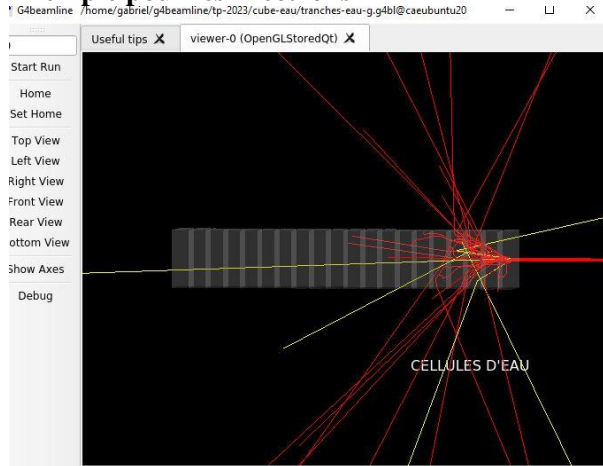 G4beamline /home/gabriel/g4beamline/tp-2023/cube-eau/tranches-eau-g.g4bl@caeubuntu20
Useful tips viewer-0 (OpenGLStoredQt)
Start Run
Home
Set Home
Top View
Left View
Right View
Front View
Rear View
ottom View
Show Axes
Debug
CELLULES D'EAU